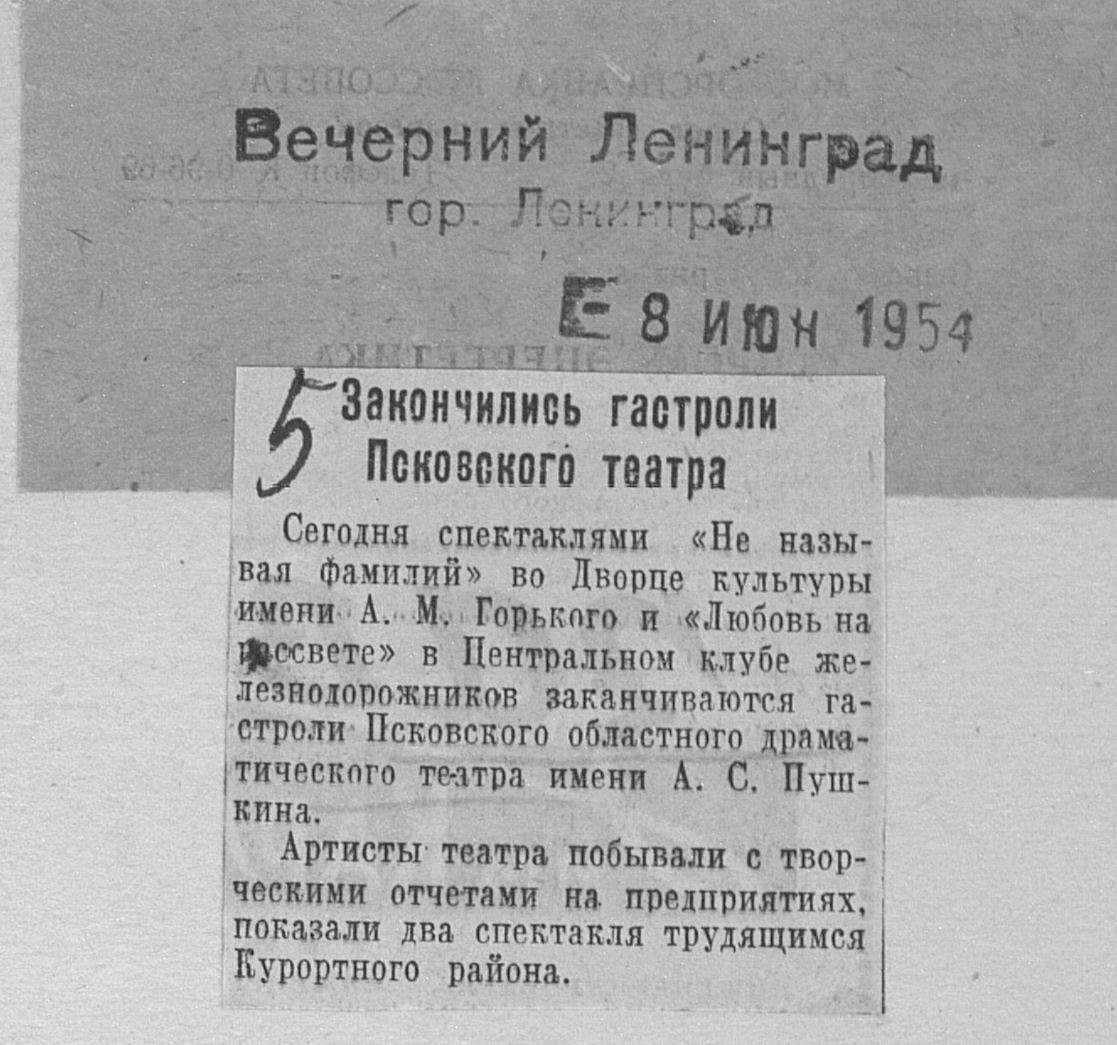 Вечерний Ленинград
гор. Ленинград
8 ИЮН 1954
5
Закончились гастроли
Псковского театра
Сегодня спектаклями «Не назы-
вая фамилий» во Дворце культуры
имени А. М. Горького и «Любовь на
рассвете» в Центральном клубе же-
лезнодорожников заканчиваются га-
строли Псковского областного драма-
тического театра имени А. С. Пуш-
кина.
Артисты театра побывали с твор-
ческими отчетами на предприятиях,
показали два спектакля трудящимся
Курортного района.